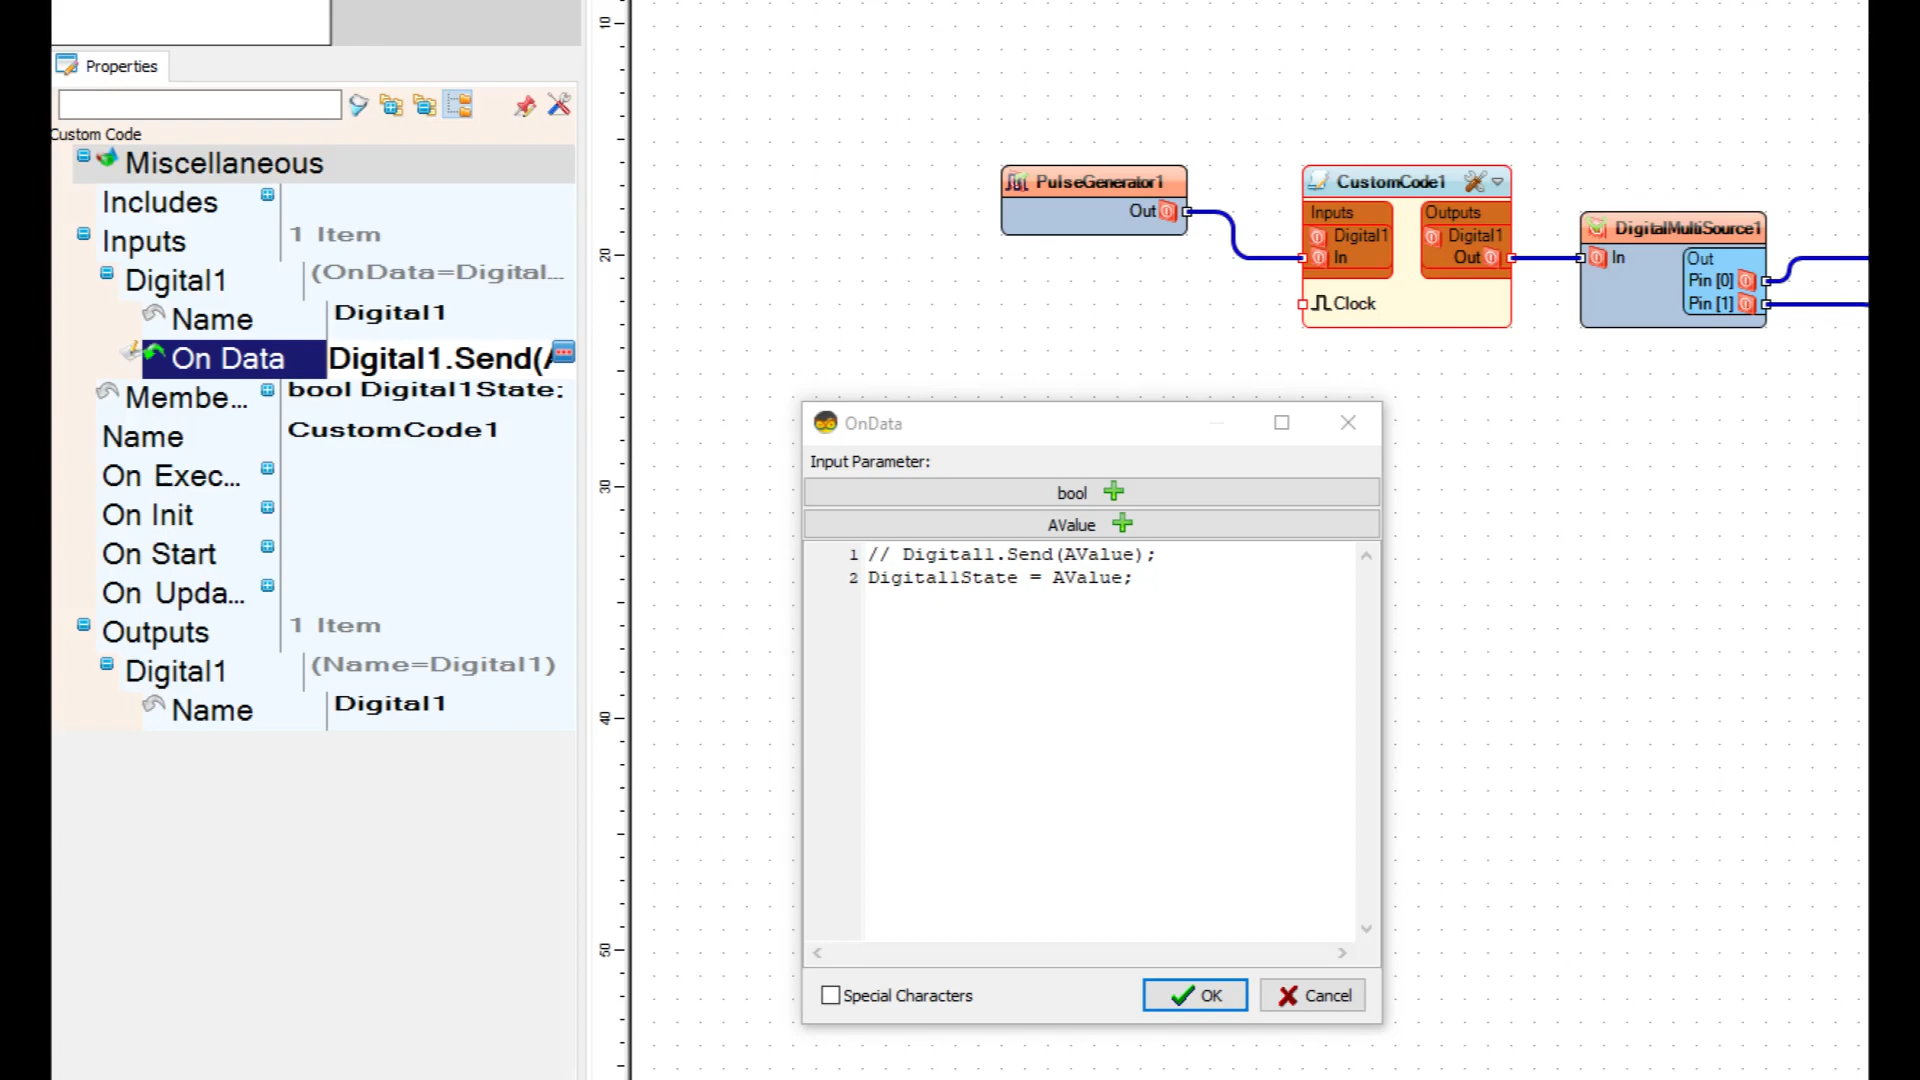 Properties
Custom Code
Miscellaneous
Includes
Inputs
1 Item
Digital1
(OnData=Digital...
Name
Digital1
On Data
Digital1.Send(A
Membe...
bool Digital1State:
Name
CustomCode1
On Exec...
On Init
On Start
On Upda...
Outputs
1 Item
Digital1
(Name=Digital1)
Name
Digital1
10
20
30
40
50
PulseGenerator1
Out
CustomCode1
Inputs
Outputs
Digital1
Digital1
In
Out
Clock
DigitalMultiSource1
In
Out
Pin [0]
Pin [1]
OnData
Input Parameter:
bool
AValue
1 // Digital1.Send(AValue);
2 Digital1State = AValue;
Special Characters
OK
Cancel